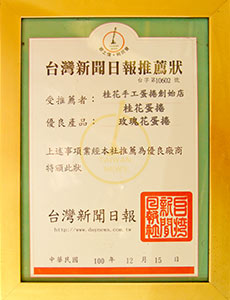 台灣新聞日報推薦狀
台字第10602 號
受推薦者： 桂花手工蛋捲創始店
桂花蛋捲
優良產品： 玫瑰花蛋捲
上述事項業經本社推薦為優良廠商
特頒此狀
台灣新聞日報
http://www.daynews.com.tw
中華民國 100 年 12 月 15 日